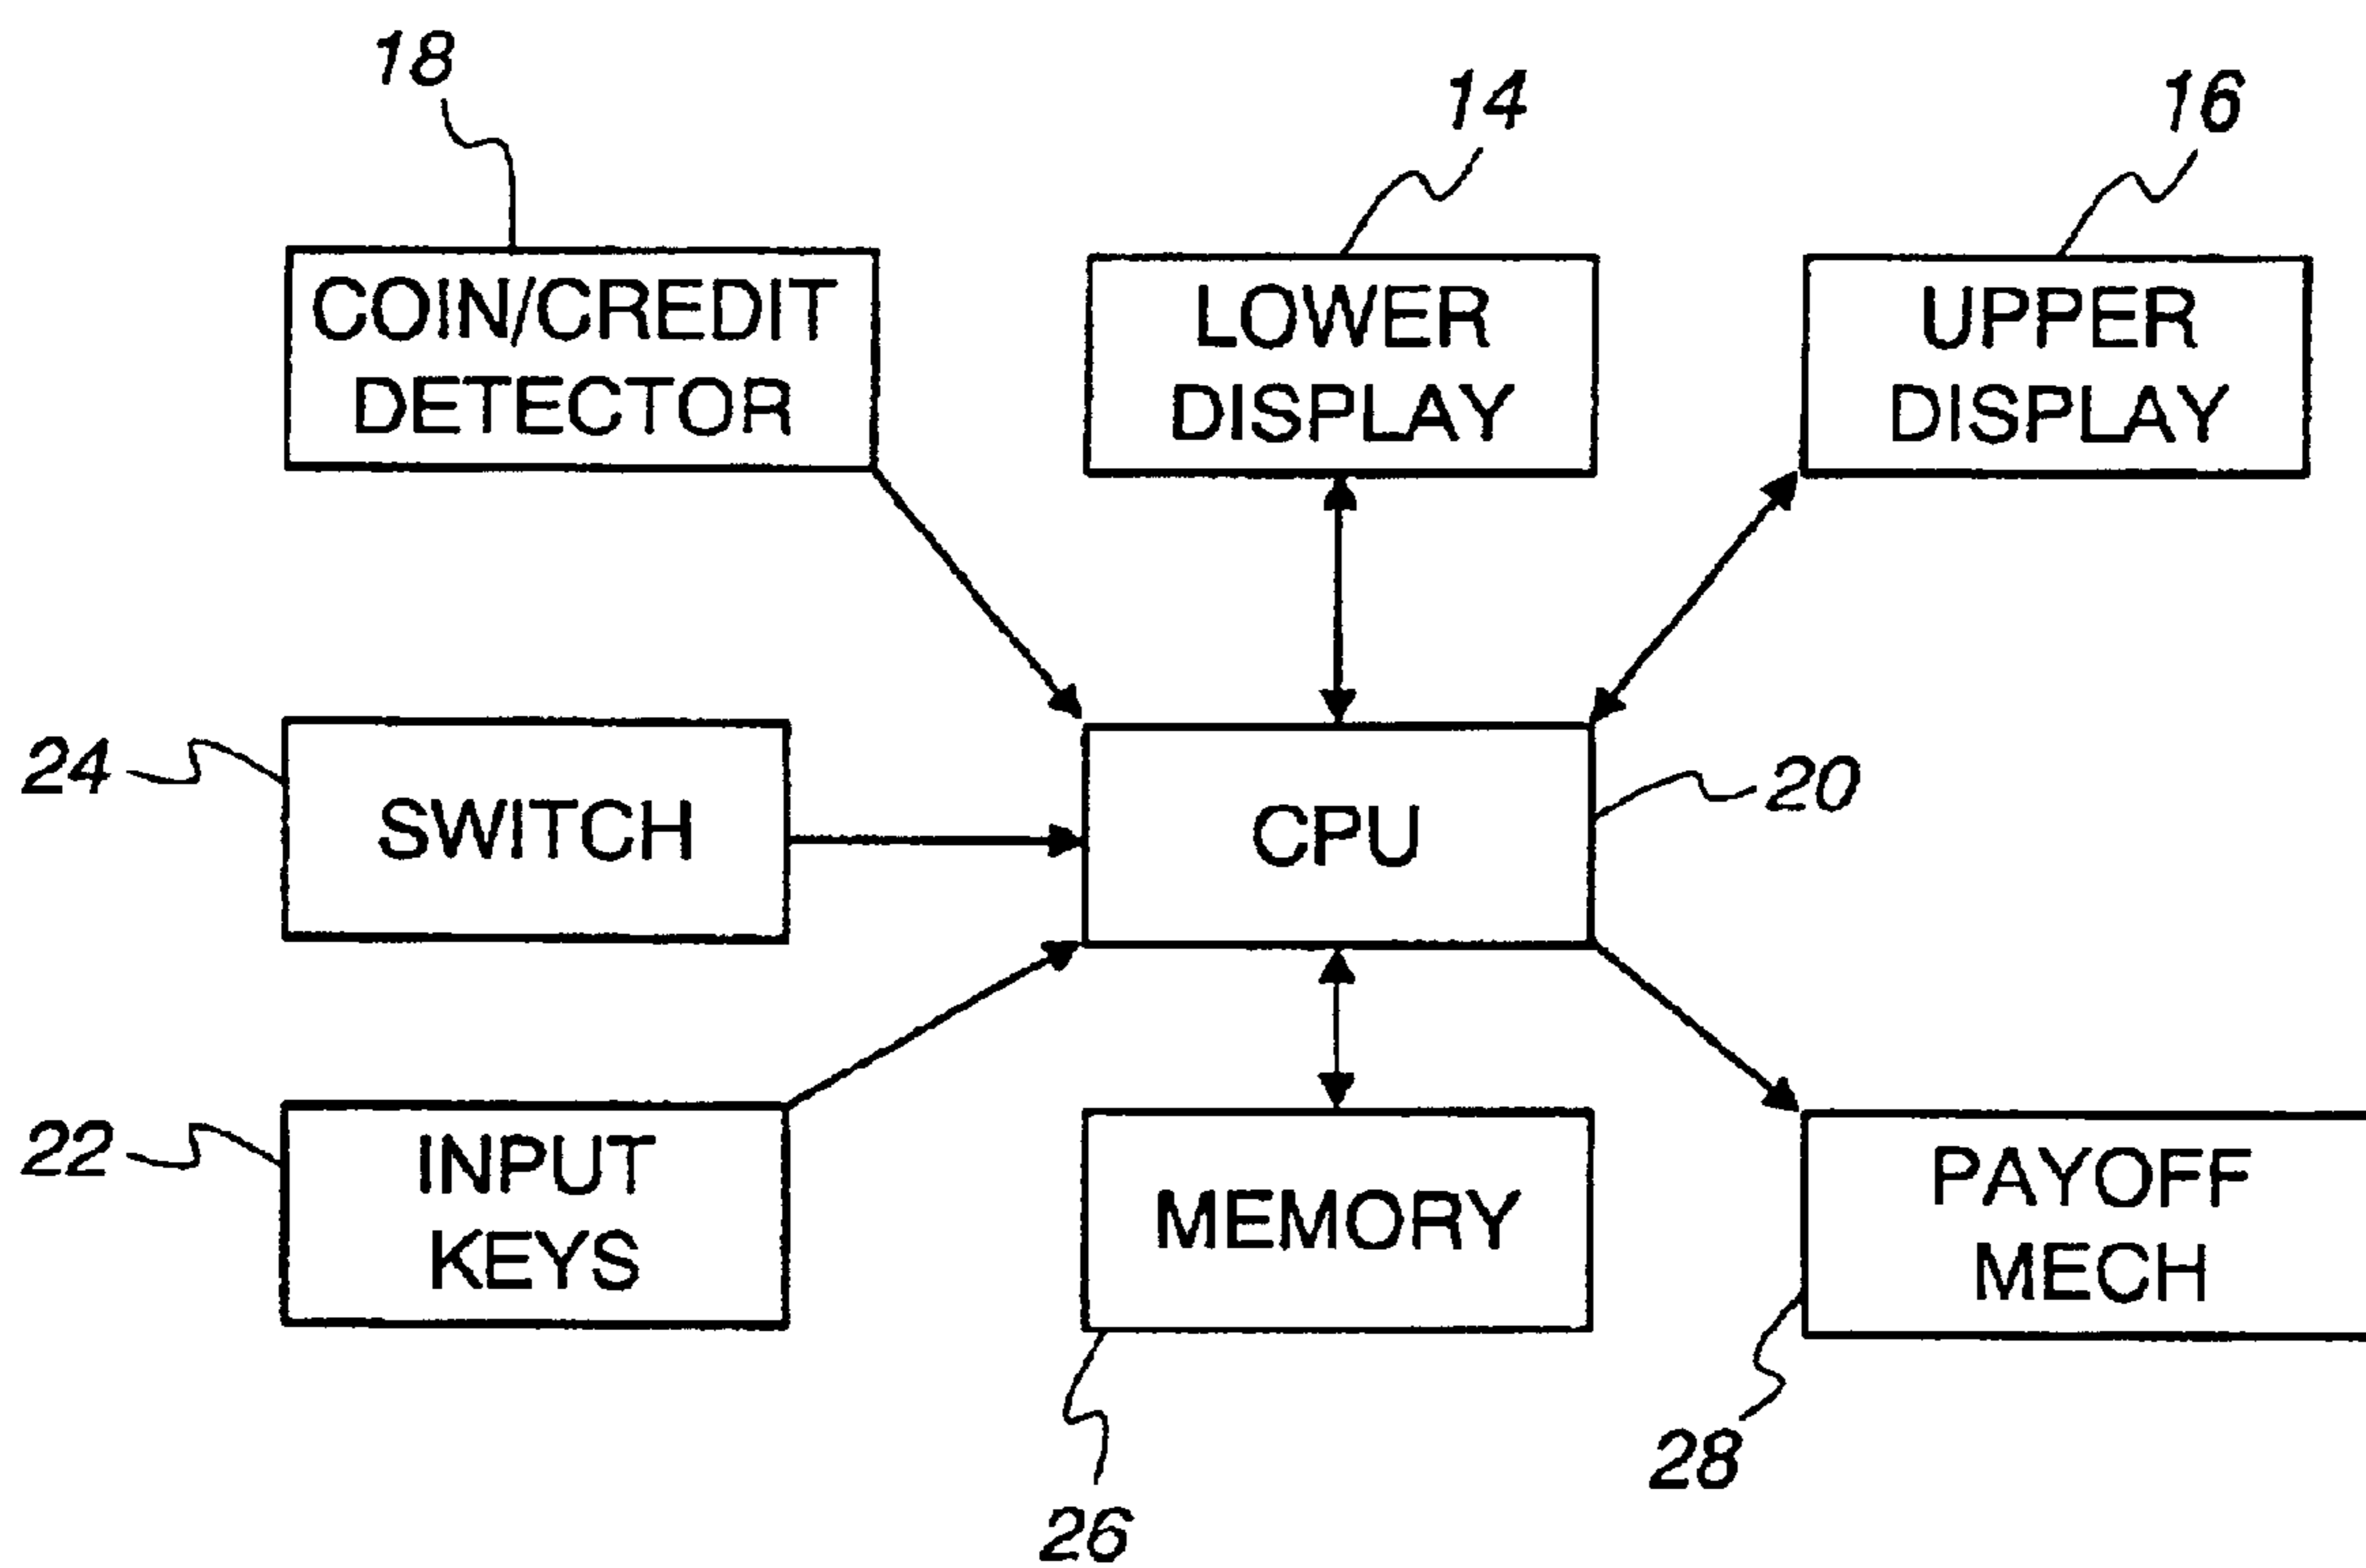 18
14
16
COIN/CREDIT
DETECTOR
LOWER
DISPLAY
UPPER
DISPLAY
24
SWITCH
CPU
20
22
INPUT
KEYS
MEMORY
PAYOFF
MECH
26
28